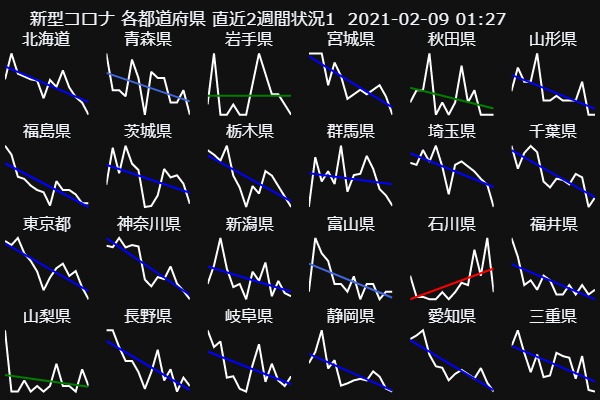 新型コロナ 各都道府県 直近2週間状況1 2021-02-09 01:27
北海道 青森県 岩手県 宮城県 秋田県 山形県
福島県 茨城県 栃木県 群馬県 埼玉県 千葉県
東京都 神奈川県 新潟県 富山県 石川県 福井県
山梨県 長野県 岐阜県 静岡県 愛知県 三重県